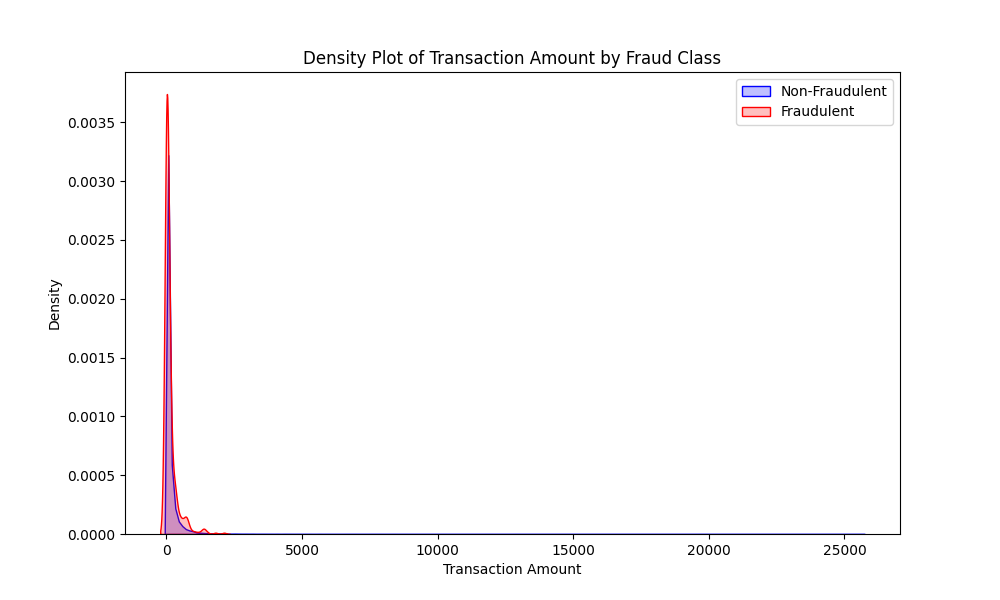 Density Plot of Transaction Amount by Fraud Class
Non-Fraudulent
Fraudulent
Density
0.0035
0.0030
0.0025
0.0020
0.0015
0.0010
0.0005
0.0000
0 5000 10000 15000 20000 25000
Transaction Amount